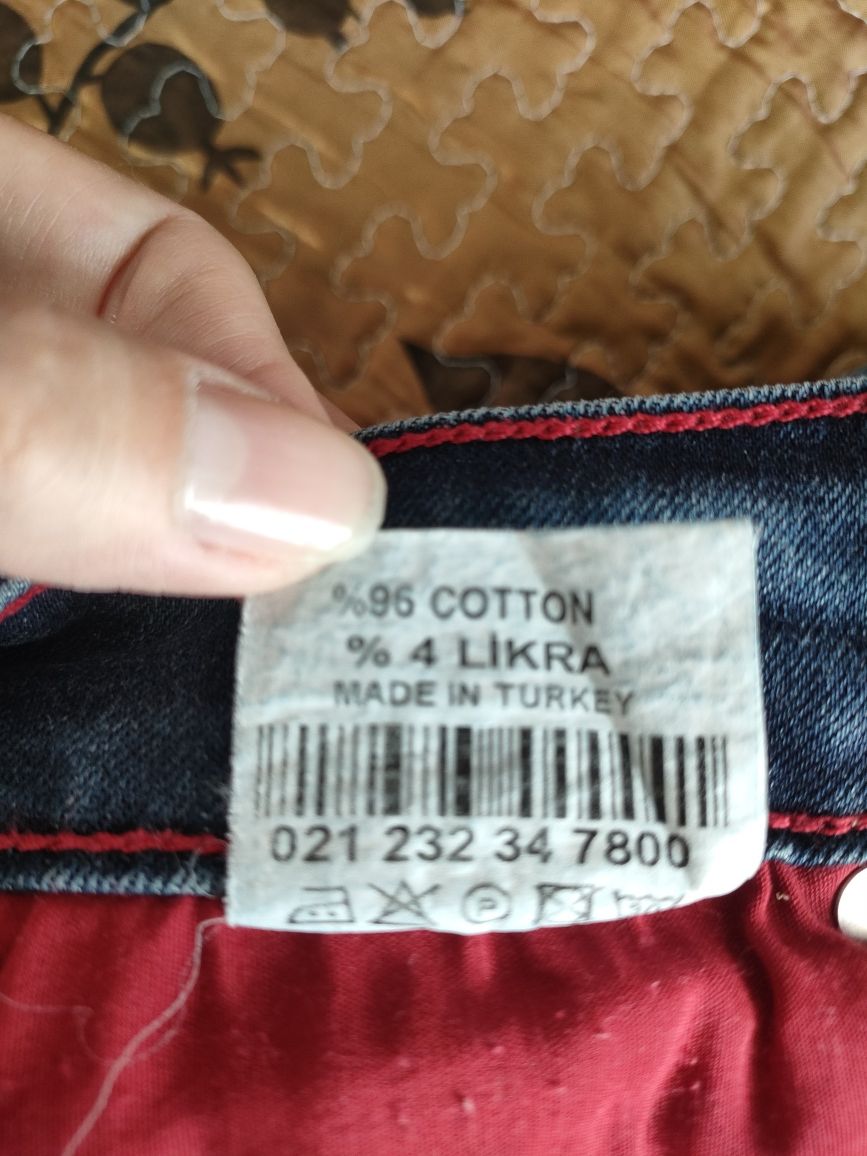 %96 COTTON
% 4 LİKRA
MADE IN TURKEY
021 232 34 7800
P